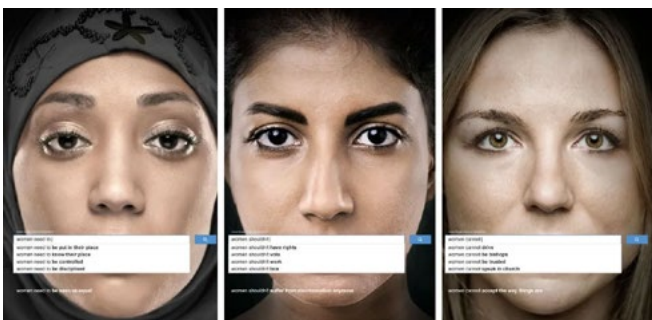 women need to
women need to be put in their place
women need to know their place
women need to be controlled
women need to be disciplined
women need to be seen as equal
women shouldn't
women shouldn't have rights
women shouldn't vote
women shouldn't work
women shouldn't box
women shouldn't suffer from discrimination anymore
women cannot
women cannot drive
women cannot be bishops
women cannot be trusted
women cannot speak in church
women cannot accept the way things are